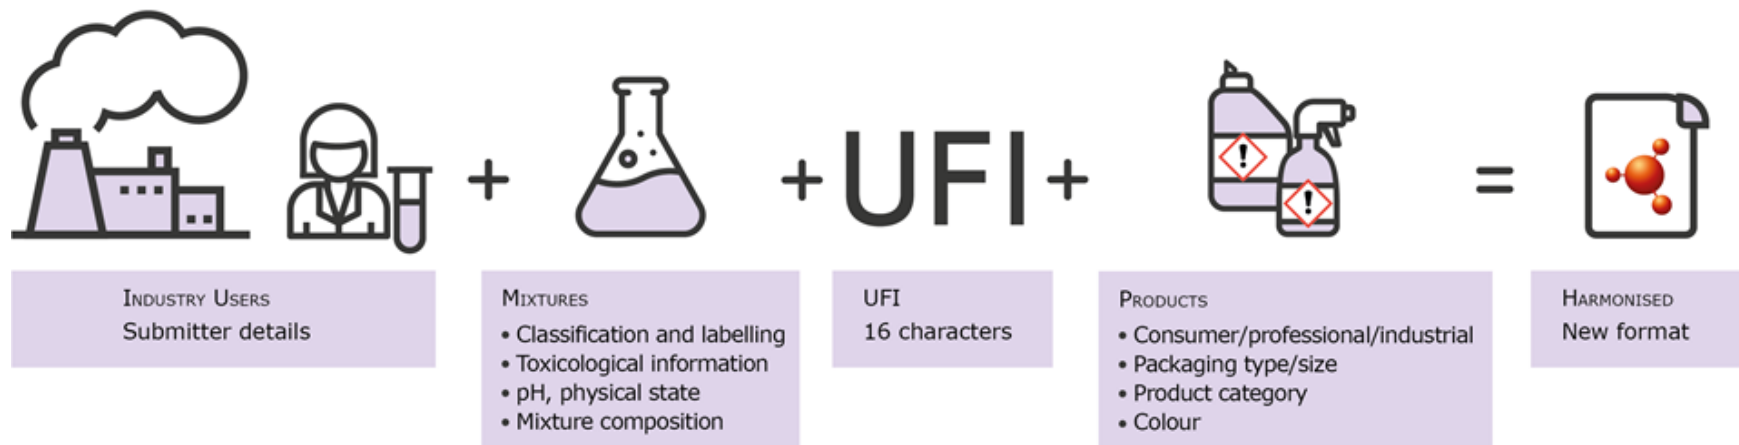 +
+
UFI
+
=
!
!
INDUSTRY USERS
Submitter details
MIXTURES
• Classification and labelling
• Toxicological information
• pH, physical state
• Mixture composition
UFI
16 characters
PRODUCTS
• Consumer/professional/industrial
• Packaging type/size
• Product category
• Colour
HARMONISED
New format